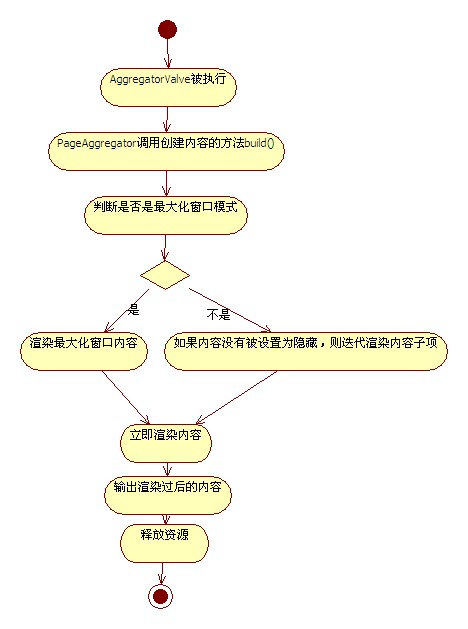 AggregatorValve被执行
PageAggregator调用创建内容的方法build()
判断是否是最大化窗口模式
是
不是
渲染最大化窗口内容
如果内容没有被设置为隐藏，则迭代渲染内容子项
立即渲染内容
输出渲染过后的内容
释放资源